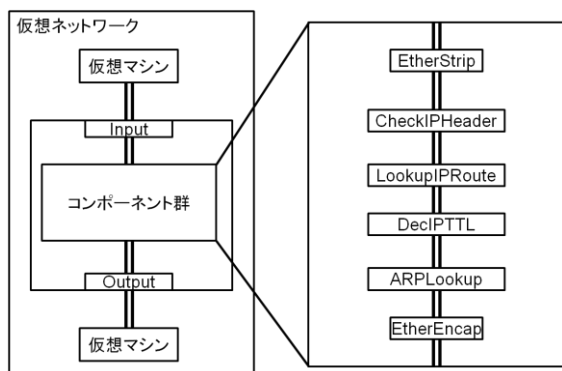 仮想ネットワーク
仮想マシン
Input
コンポーネント群
Output
仮想マシン
EtherStrip
CheckIPHeader
LookupIPRoute
DecIPTTL
ARPLookup
EtherEncap